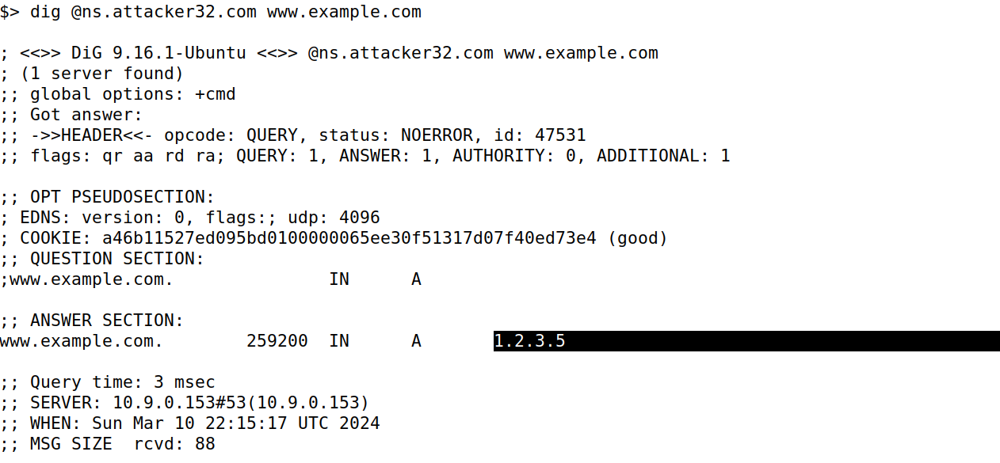 $> dig @ns.attacker32.com www.example.com
; <<>> DiG 9.16.1-Ubuntu <<>> @ns.attacker32.com www.example.com
; (1 server found)
;; global options: +cmd
;; Got answer:
;; ->>HEADER<<- opcode: QUERY, status: NOERROR, id: 47531
;; flags: qr aa rd ra; QUERY: 1, ANSWER: 1, AUTHORITY: 0, ADDITIONAL: 1
;; OPT PSEUDOSECTION:
; EDNS: version: 0, flags:; udp: 4096
; COOKIE: a46b11527ed095bd0100000065ee30f51317d07f40ed73e4 (good)
;; QUESTION SECTION:
;www.example.com. IN A
;; ANSWER SECTION:
www.example.com. 259200 IN A 1.2.3.5
;; Query time: 3 msec
;; SERVER: 10.9.0.153#53(10.9.0.153)
;; WHEN: Sun Mar 10 22:15:17 UTC 2024
;; MSG SIZE rcvd: 88